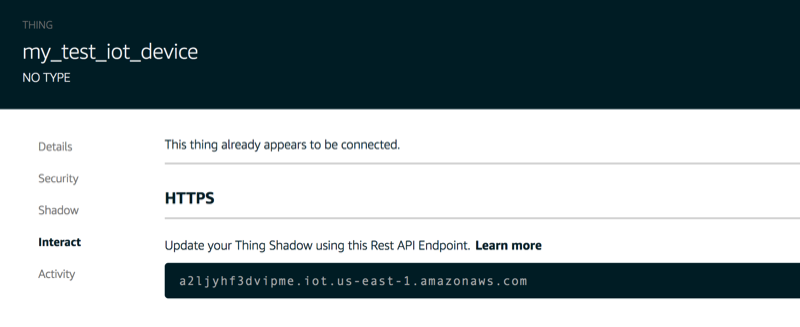 THING
my_test_iot_device
NO TYPE
Details
Security
Shadow
Interact
Activity
This thing already appears to be connected.
HTTPS
Update your Thing Shadow using this Rest API Endpoint. Learn more
a2ljyhf3dvipme.iot.us-east-1.amazonaws.com